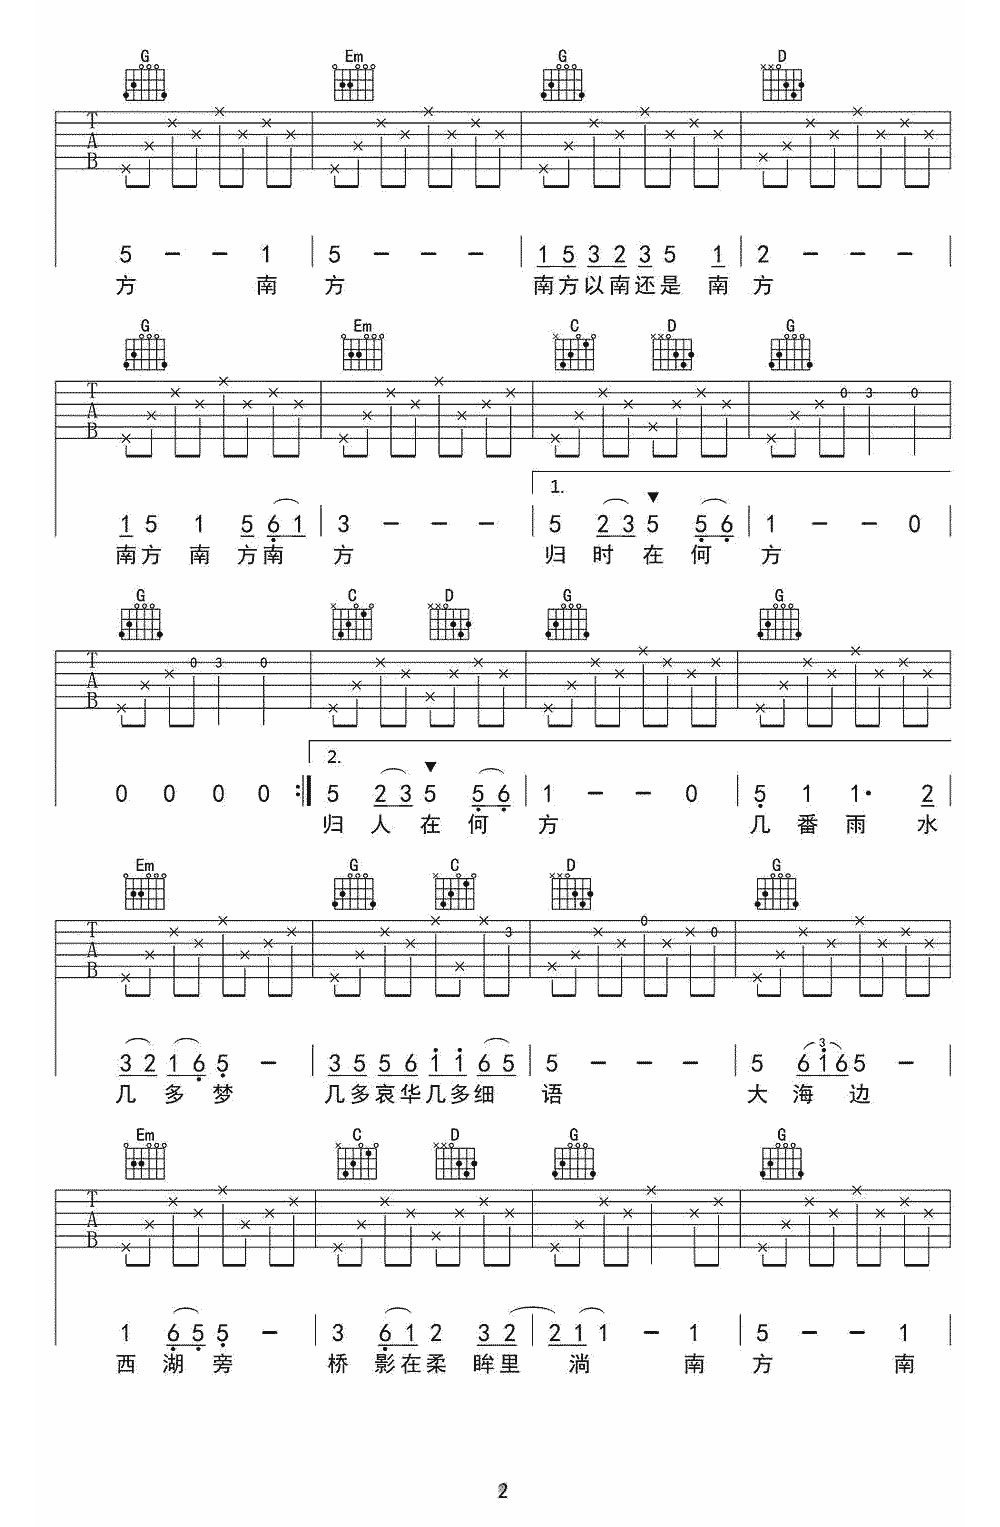 G Em G D
T A B
5 - - 1 5 - - - 1 5 3 2 3 5 1 2 - - -
方 南 方 南方以南还是 南 方
G Em C D G
T A B 0 3 0
1.
1 5 1 5 6 1 3 - - - 5 2 3 5 5 6 1 - - 0
南方 南 方南 方 归 时 在 何 方
G C D G G
T A B 0 3 0
2.
0 0 0 0 5 2 3 5 5 6 1 - - 0 5 1 1· 2
归 人 在 何 方 几 番 雨 水
Em G C D G
T A B 3 0 0
3 2 1 6 5 - 3 5 5 6 1 1 6 5 5 - - - 5 6 1 6 5 -
3
几 多 梦 几多哀华几多细 语 大 海 边
Em C D G G
T A B
1 6 5 5 - 3 6 1 2 3 2 2 1 1 - 1 5 - - 1
西 湖 旁 桥 影在柔 眸里 淌 南 方 南
2